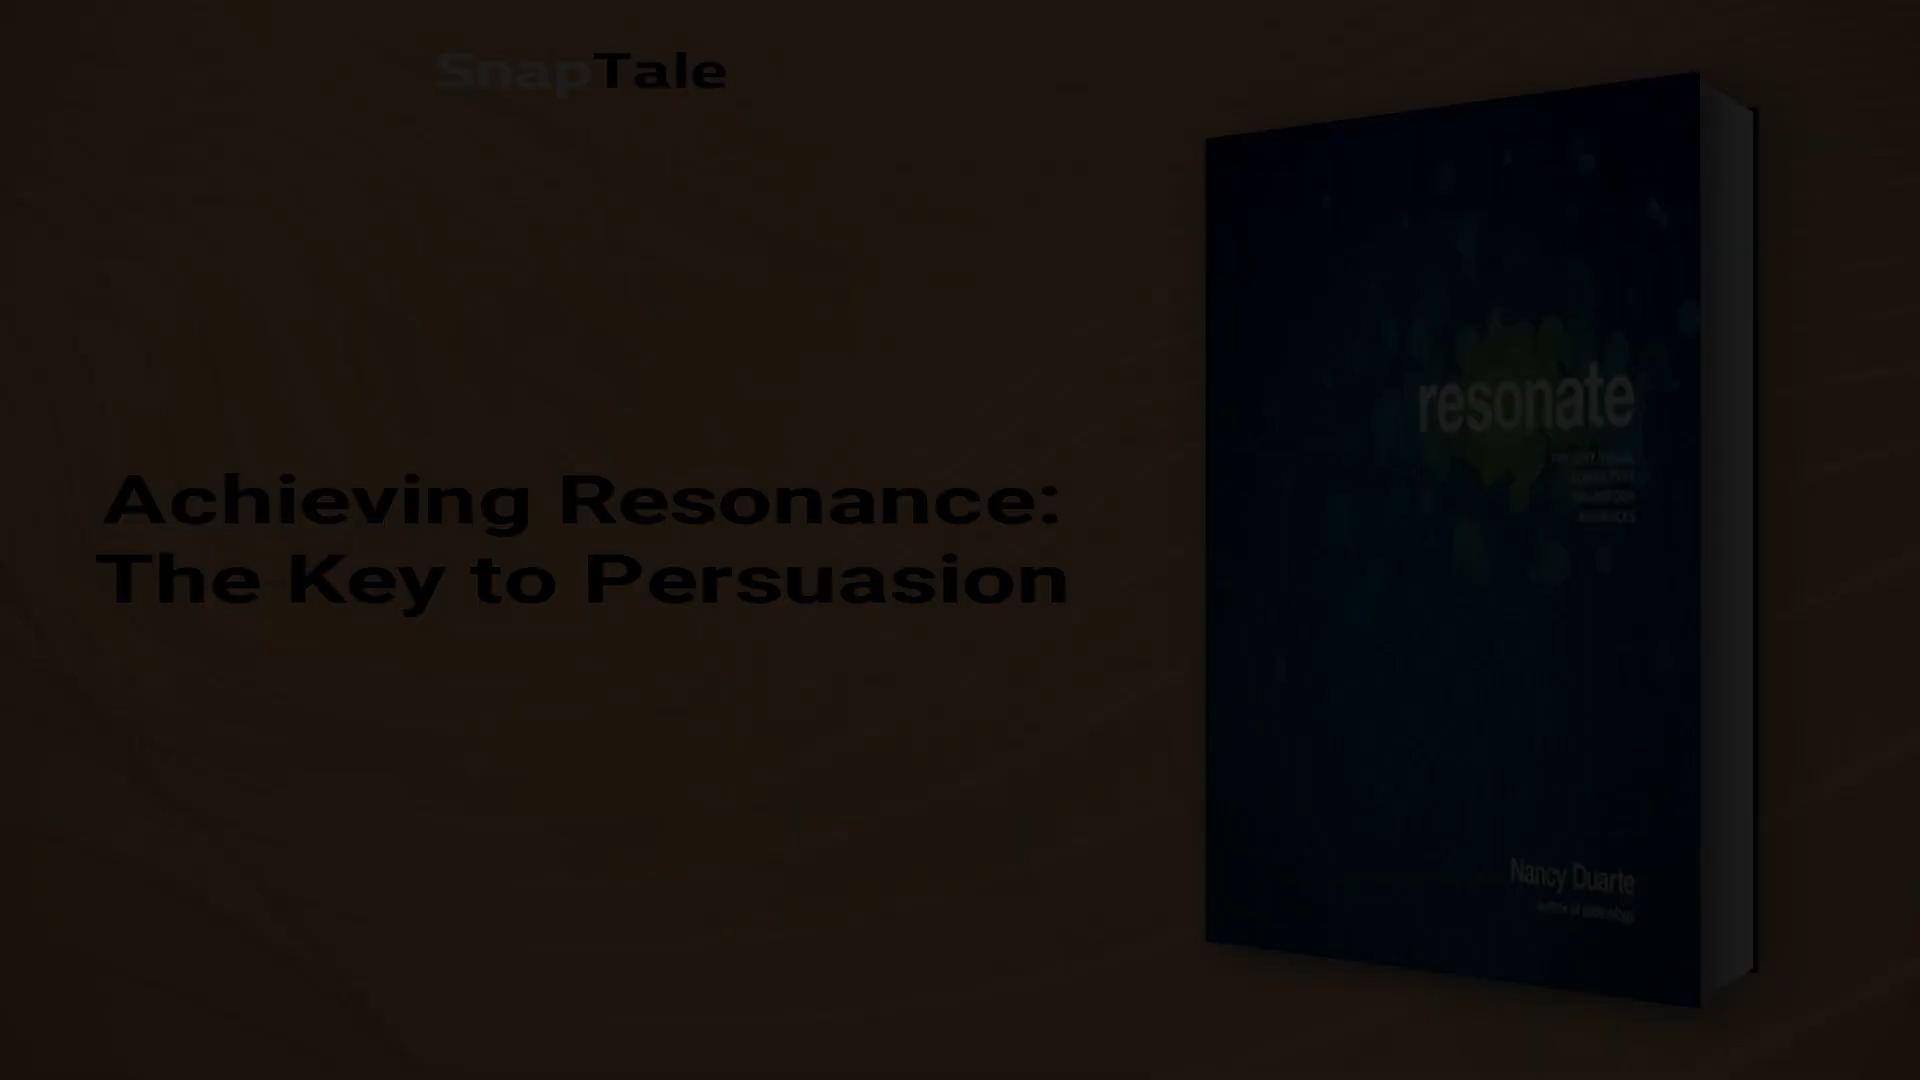 SnapTale
Achieving Resonance:
The Key to Persuasion
resonate
Nancy Duarte